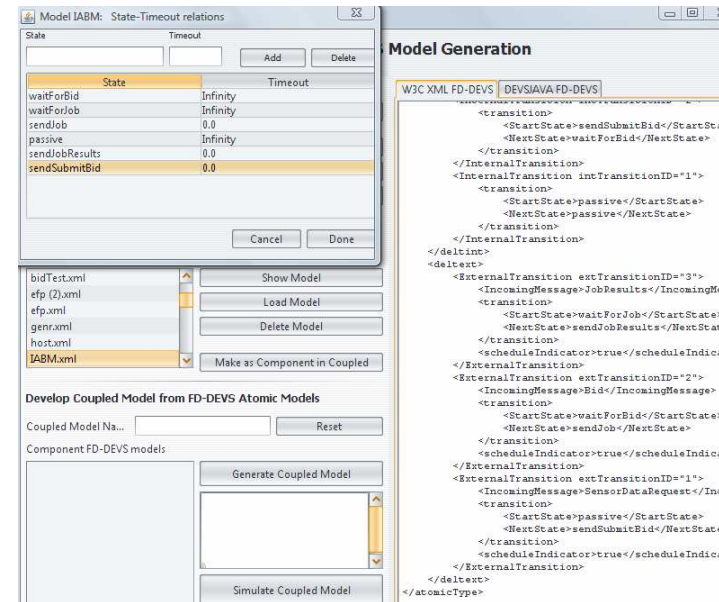 Model IABM: State-Timeout relations
State Timeout
Add Delete
State Timeout
waitForBid Infinity
waitForJob Infinity
sendJob 0.0
passive Infinity
sendJobResults 0.0
sendSubmitBid 0.0
Cancel Done
bidTest.xml
efp (2).xml
efp.xml
genr.xml
host.xml
IABM.xml
Show Model
Load Model
Delete Model
Make as Component in Coupled
Develop Coupled Model from FD-DEVS Atomic Models
Coupled Model Na... Reset
Component FD-DEVS models
Generate Coupled Model
Simulate Coupled Model
Model Generation
W3C XML FD-DEVS DEVSJAVA FD-DEVS
<transition>
<StartState>sendSubmitBid</StartSta
<NextState>waitForBid</NextState>
</transition>
</InternalTransition>
<InternalTransition intTransitionID="1">
<transition>
<StartState>passive</StartState>
<NextState>passive</NextState>
</transition>
</InternalTransition>
</deltint>
<deltext>
<ExternalTransition extTransitionID="3">
<IncomingMessage>JobResults</IncomingMe
<transition>
<StartState>waitForJob</StartState>
<NextState>sendJobResults</NextStat
</transition>
<scheduleIndicator>true</scheduleIndica
</ExternalTransition>
<ExternalTransition extTransitionID="2">
<IncomingMessage>Bid</IncomingMessage>
<transition>
<StartState>waitForBid</StartState>
<NextState>sendJob</NextState>
</transition>
<scheduleIndicator>true</scheduleIndica
</ExternalTransition>
<ExternalTransition extTransitionID="1">
<IncomingMessage>SensorDataRequest</Inc
<transition>
<StartState>passive</StartState>
<NextState>sendSubmitBid</NextState
</transition>
<scheduleIndicator>true</scheduleIndica
</ExternalTransition>
</deltext>
</atomicType>